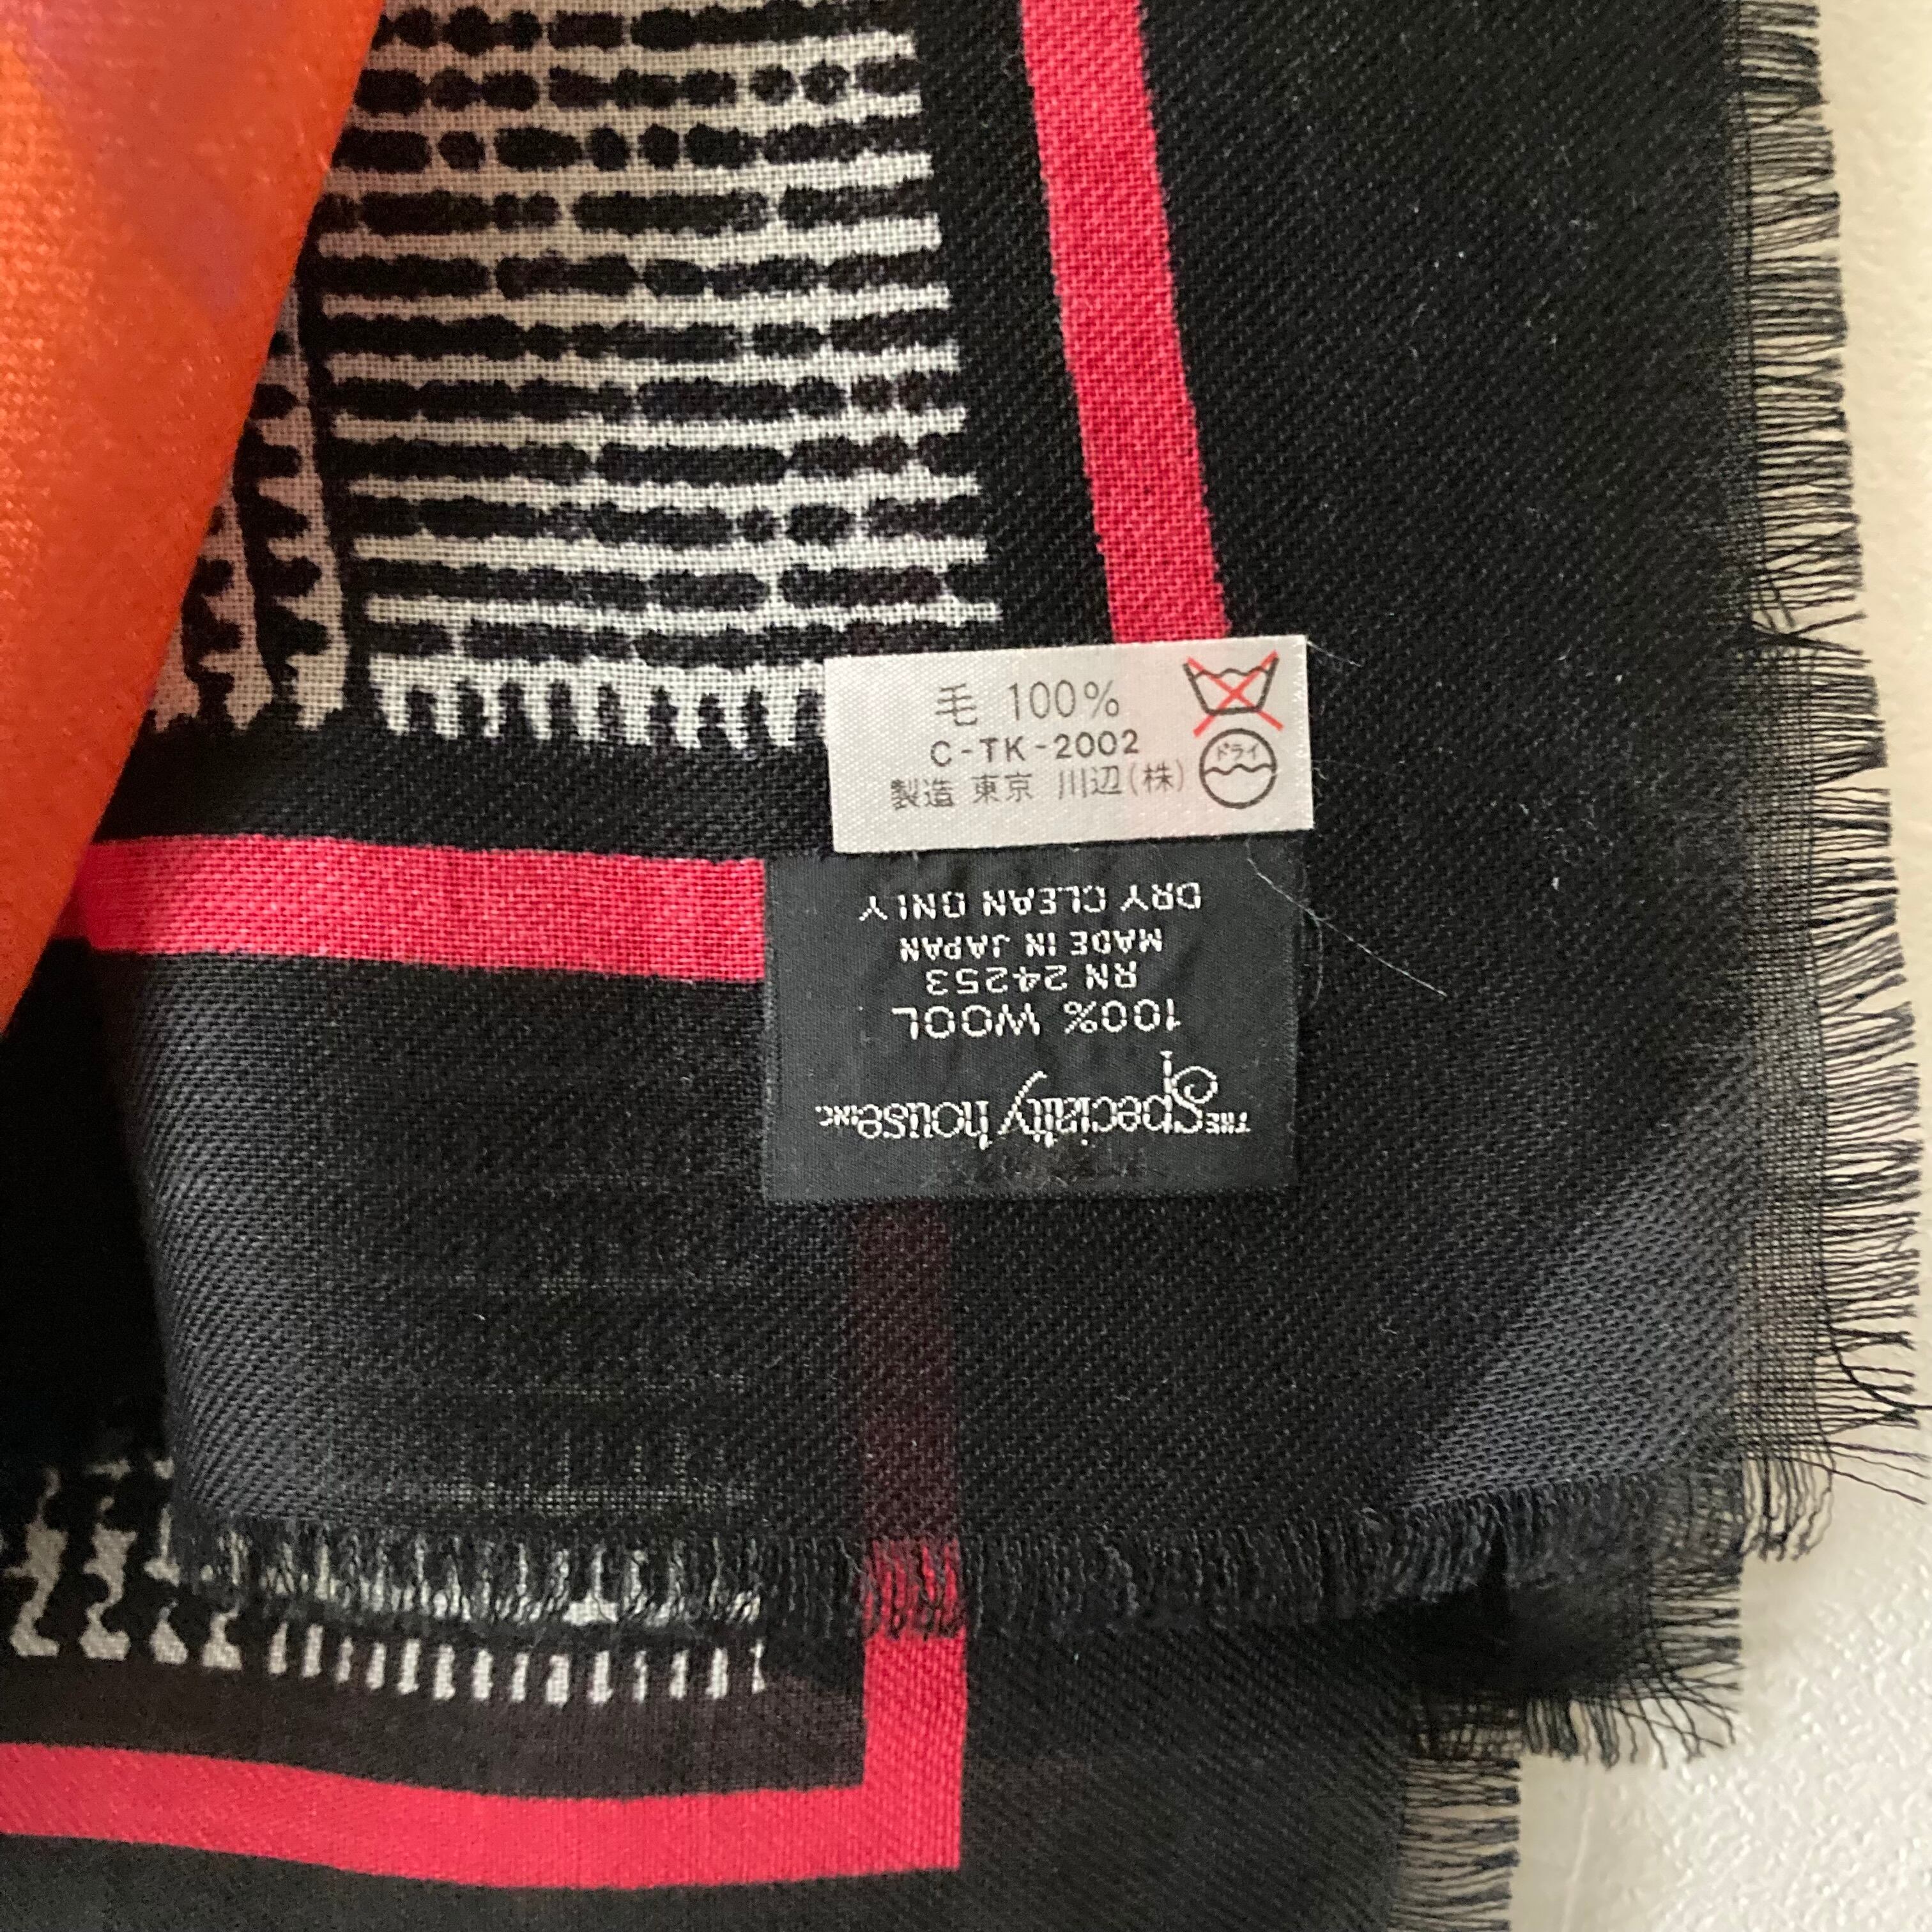 毛 100%
C-TK-2002
製造 東京 川辺(株)
ドライ
THE Specialty house INC.
100% WOOL
RN 24253
MADE IN JAPAN
DRY CLEAN ONLY